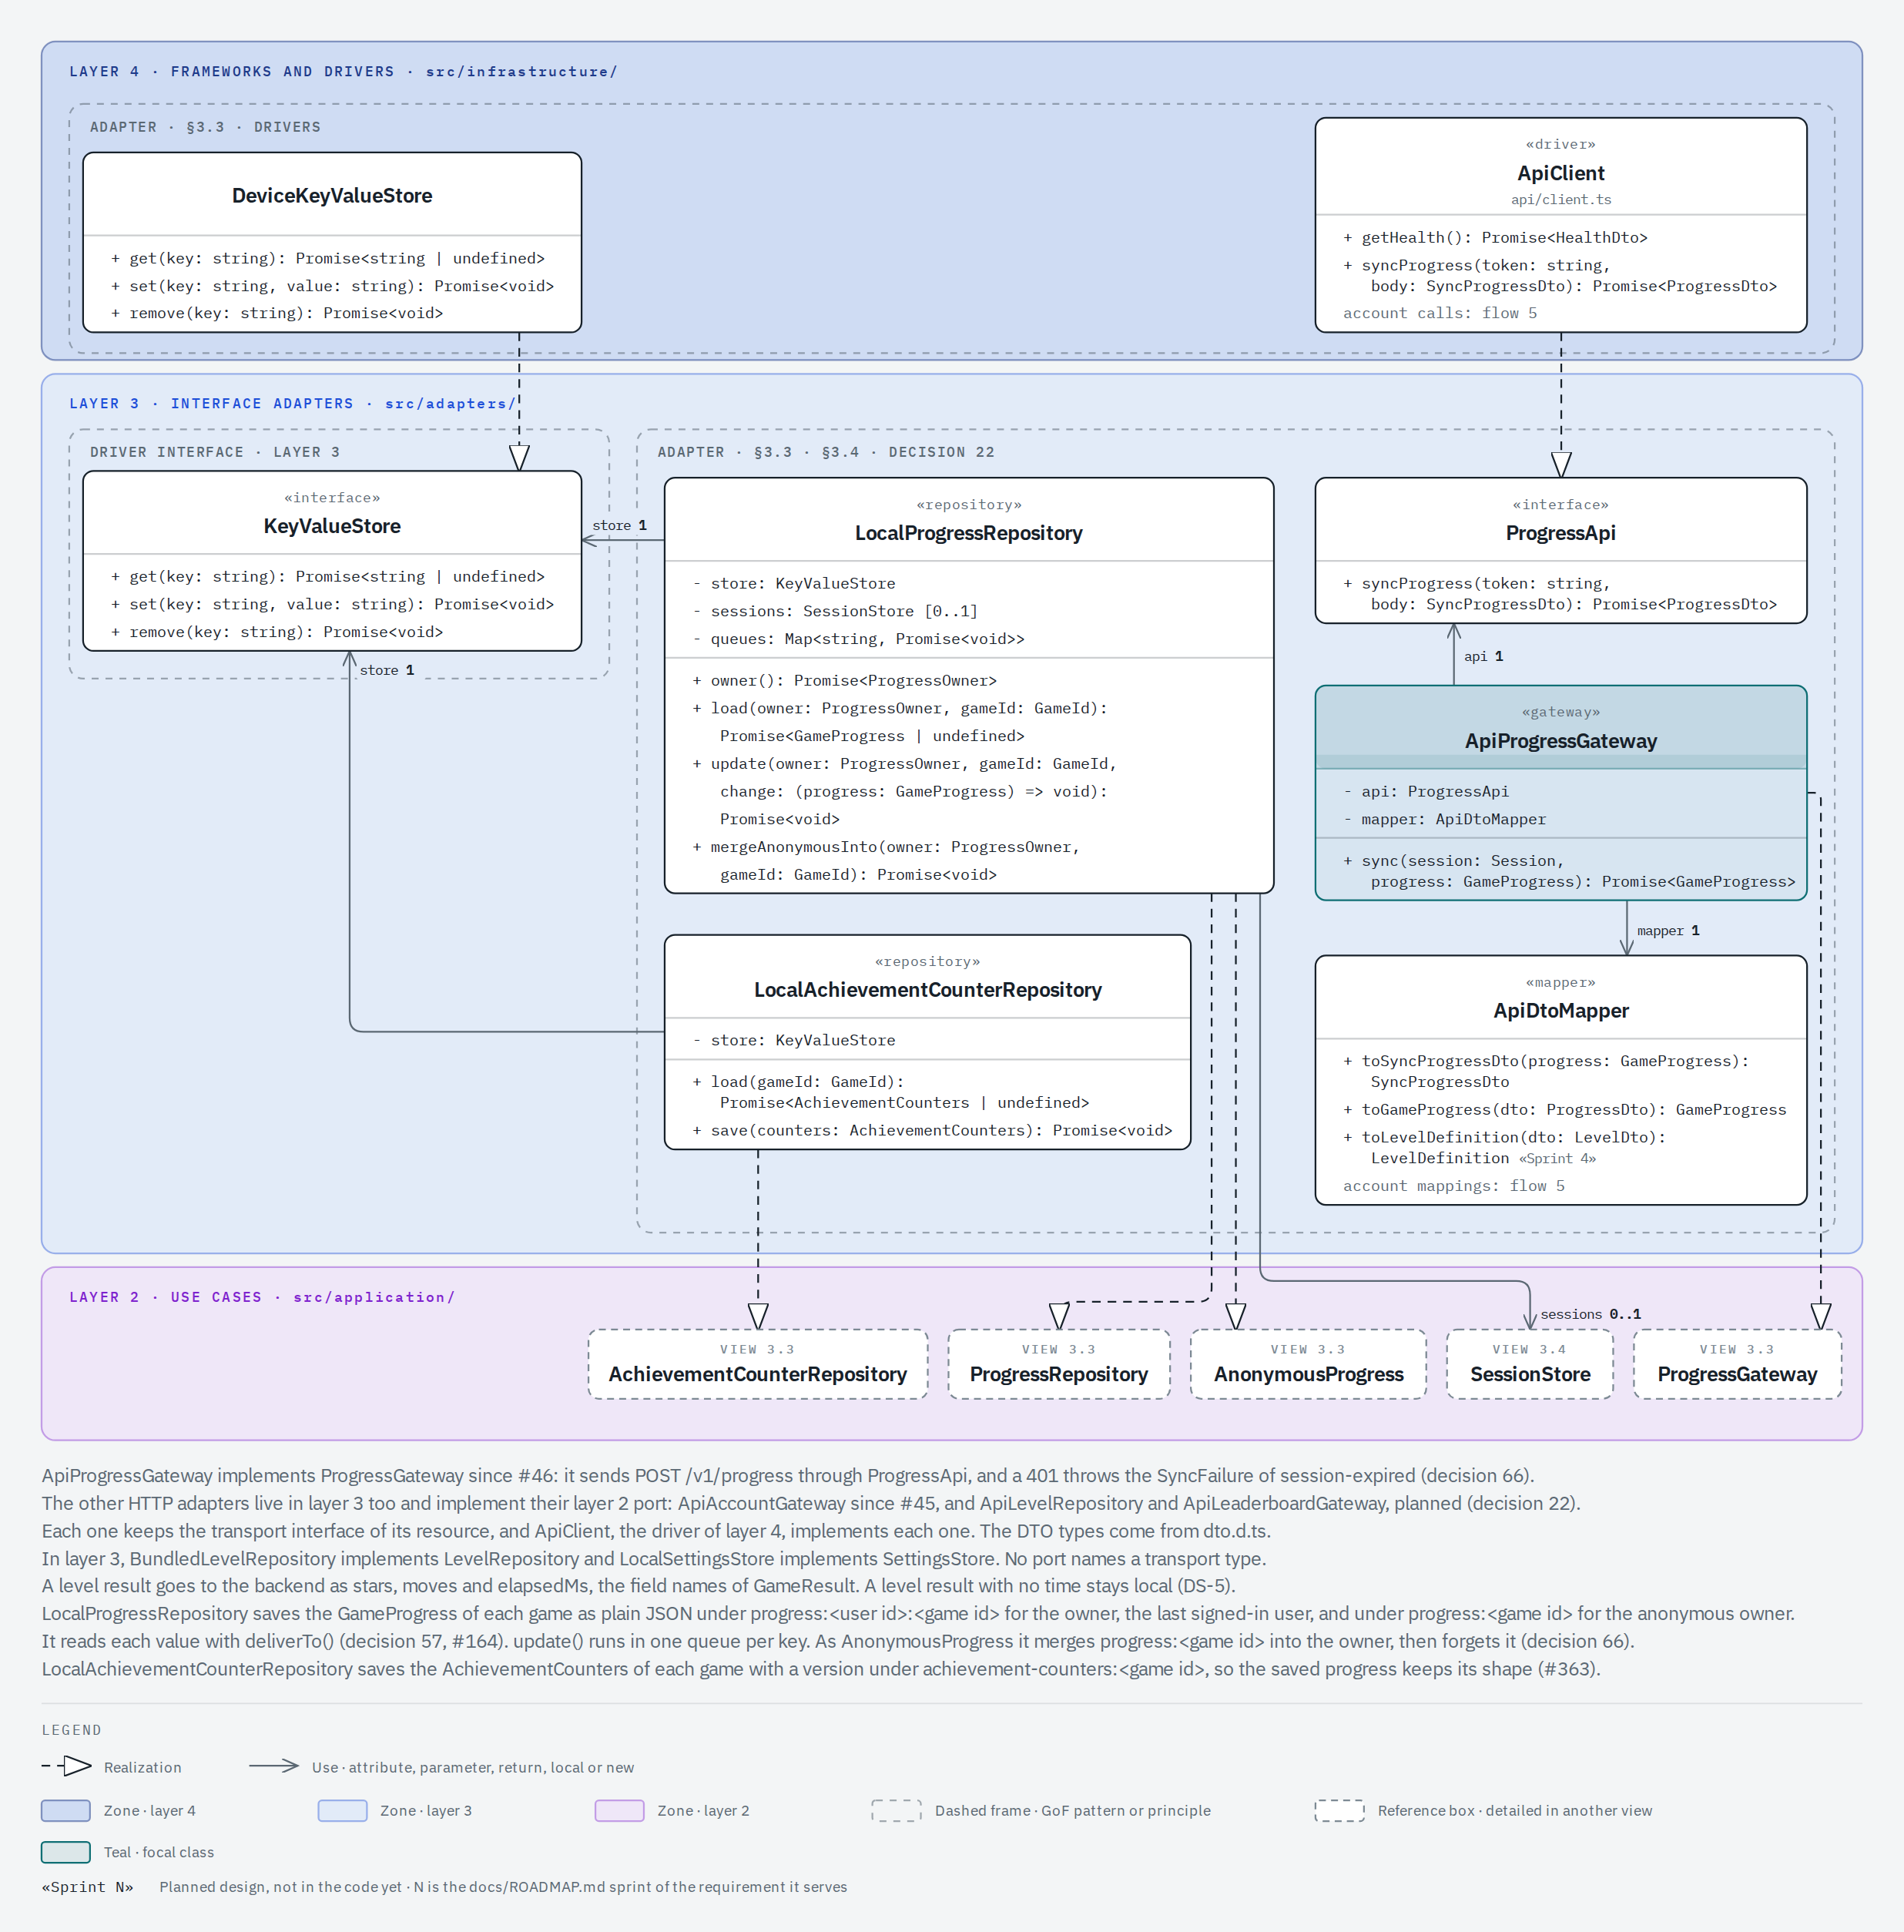 LAYER 4 · FRAMEWORKS AND DRIVERS · src/infrastructure/
ADAPTER · §3.3 · DRIVERS
DeviceKeyValueStore
+ get(key: string): Promise<string | undefined>
+ set(key: string, value: string): Promise<void>
+ remove(key: string): Promise<void>
«driver»
ApiClient
api/client.ts
+ getHealth(): Promise<HealthDto>
+ syncProgress(token: string,
body: SyncProgressDto): Promise<ProgressDto>
account calls: flow 5
LAYER 3 · INTERFACE ADAPTERS · src/adapters/
DRIVER INTERFACE · LAYER 3
«interface»
KeyValueStore
+ get(key: string): Promise<string | undefined>
+ set(key: string, value: string): Promise<void>
+ remove(key: string): Promise<void>
store 1
store 1
ADAPTER · §3.3 · §3.4 · DECISION 22
«repository»
LocalProgressRepository
- store: KeyValueStore
- sessions: SessionStore [0..1]
- queues: Map<string, Promise<void>>
+ owner(): Promise<ProgressOwner>
+ load(owner: ProgressOwner, gameId: GameId):
Promise<GameProgress | undefined>
+ update(owner: ProgressOwner, gameId: GameId,
change: (progress: GameProgress) => void):
Promise<void>
+ mergeAnonymousInto(owner: ProgressOwner,
gameId: GameId): Promise<void>
«interface»
ProgressApi
+ syncProgress(token: string,
body: SyncProgressDto): Promise<ProgressDto>
api 1
«gateway»
ApiProgressGateway
- api: ProgressApi
- mapper: ApiDtoMapper
+ sync(session: Session,
progress: GameProgress): Promise<GameProgress>
mapper 1
«repository»
LocalAchievementCounterRepository
- store: KeyValueStore
+ load(gameId: GameId):
Promise<AchievementCounters | undefined>
+ save(counters: AchievementCounters): Promise<void>
«mapper»
ApiDtoMapper
+ toSyncProgressDto(progress: GameProgress):
SyncProgressDto
+ toGameProgress(dto: ProgressDto): GameProgress
+ toLevelDefinition(dto: LevelDto):
LevelDefinition «Sprint 4»
account mappings: flow 5
LAYER 2 · USE CASES · src/application/
sessions 0..1
VIEW 3.3
AchievementCounterRepository
VIEW 3.3
ProgressRepository
VIEW 3.3
AnonymousProgress
VIEW 3.4
SessionStore
VIEW 3.3
ProgressGateway
ApiProgressGateway implements ProgressGateway since #46: it sends POST /v1/progress through ProgressApi, and a 401 throws the SyncFailure of session-expired (decision 66).
The other HTTP adapters live in layer 3 too and implement their layer 2 port: ApiAccountGateway since #45, and ApiLevelRepository and ApiLeaderboardGateway, planned (decision 22).
Each one keeps the transport interface of its resource, and ApiClient, the driver of layer 4, implements each one. The DTO types come from dto.d.ts.
In layer 3, BundledLevelRepository implements LevelRepository and LocalSettingsStore implements SettingsStore. No port names a transport type.
A level result goes to the backend as stars, moves and elapsedMs, the field names of GameResult. A level result with no time stays local (DS-5).
LocalProgressRepository saves the GameProgress of each game as plain JSON under progress:<user id>:<game id> for the owner, the last signed-in user, and under progress:<game id> for the anonymous owner.
It reads each value with deliverTo() (decision 57, #164). update() runs in one queue per key. As AnonymousProgress it merges progress:<game id> into the owner, then forgets it (decision 66).
LocalAchievementCounterRepository saves the AchievementCounters of each game with a version under achievement-counters:<game id>, so the saved progress keeps its shape (#363).
LEGEND
Realization
Use · attribute, parameter, return, local or new
Zone · layer 4
Zone · layer 3
Zone · layer 2
Dashed frame · GoF pattern or principle
Reference box · detailed in another view
Teal · focal class
«Sprint N» Planned design, not in the code yet · N is the docs/ROADMAP.md sprint of the requirement it serves